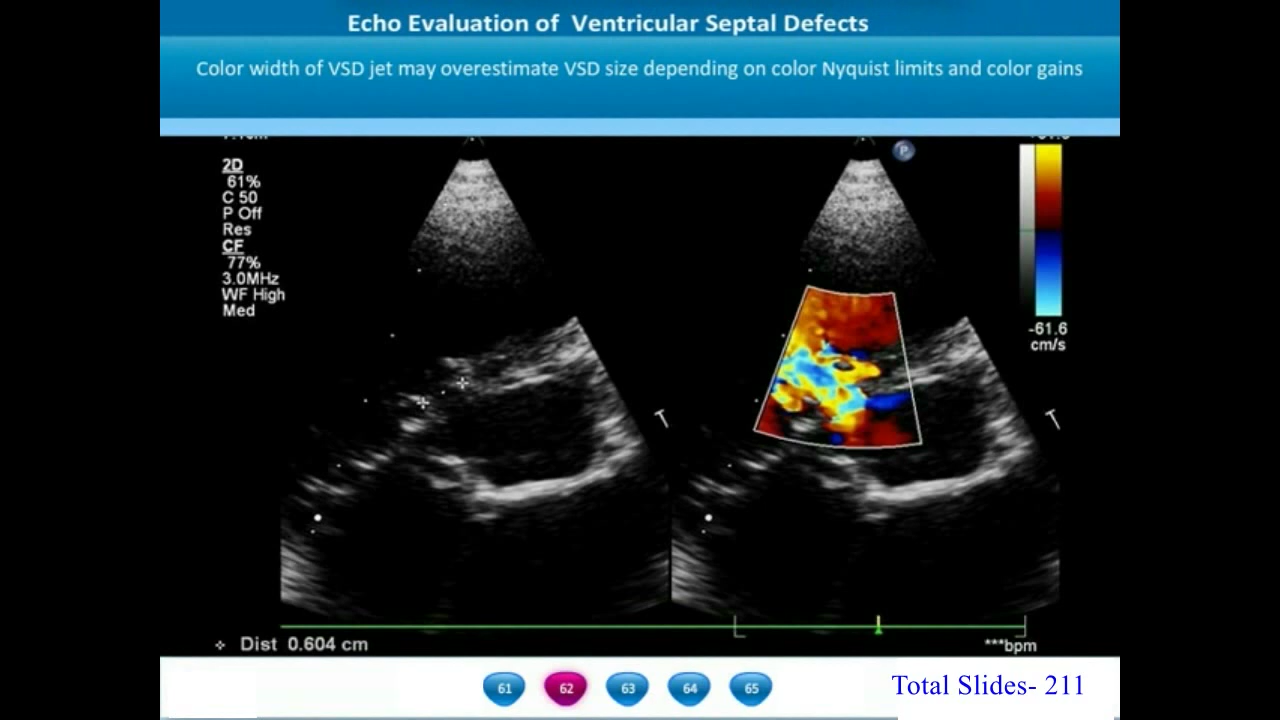 Echo Evaluation of Ventricular Septal Defects
Color width of VSD jet may overestimate VSD size depending on color Nyquist limits and color gains
2D
61%
C 50
P Off
Res
CF
77%
3.0MHz
WF High
Med
P
-61.6
cm/s
T
T
Dist 0.604 cm
***bpm
61
62
63
64
65
Total Slides- 211